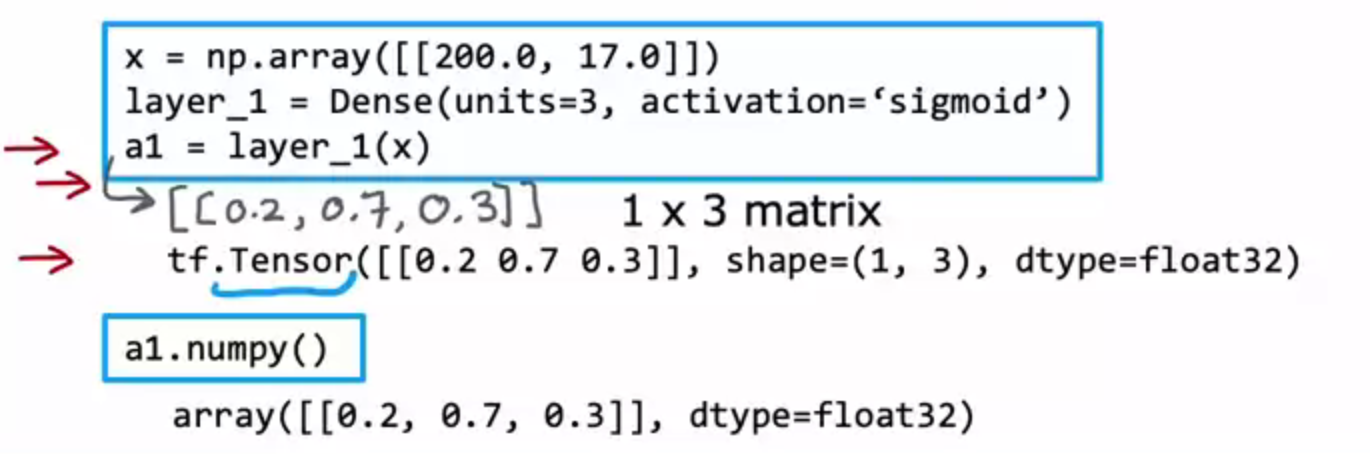 x = np.array([[200.0, 17.0]])
layer_1 = Dense(units=3, activation=‘sigmoid’)
a1 = layer_1(x)
[[0.2, 0.7, 0.3]] 1 x 3 matrix
tf.Tensor([[0.2 0.7 0.3]], shape=(1, 3), dtype=float32)
a1.numpy()
array([[0.2, 0.7, 0.3]], dtype=float32)